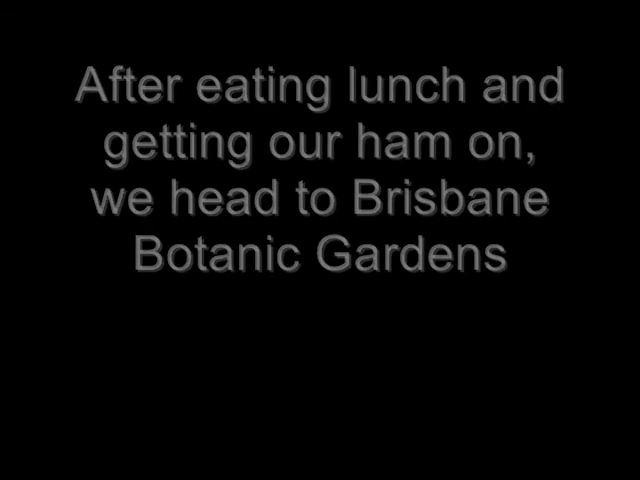 After eating lunch and
getting our ham on,
we head to Brisbane
Botanic Gardens